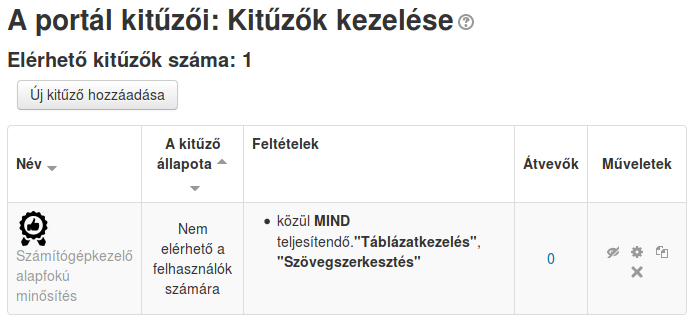 A portál kitűzői: Kitűzők kezelése
Elérhető kitűzők száma: 1
Új kitűző hozzáadása
Név
A kitűző
állapota
Feltételek
Átvevők
Műveletek
Számítógépkezelő
alapfokú
minősítés
Nem
elérhető a
felhasználók
számára
közül MIND
teljesítendő."Táblázatkezelés",
"Szövegszerkesztés"
0